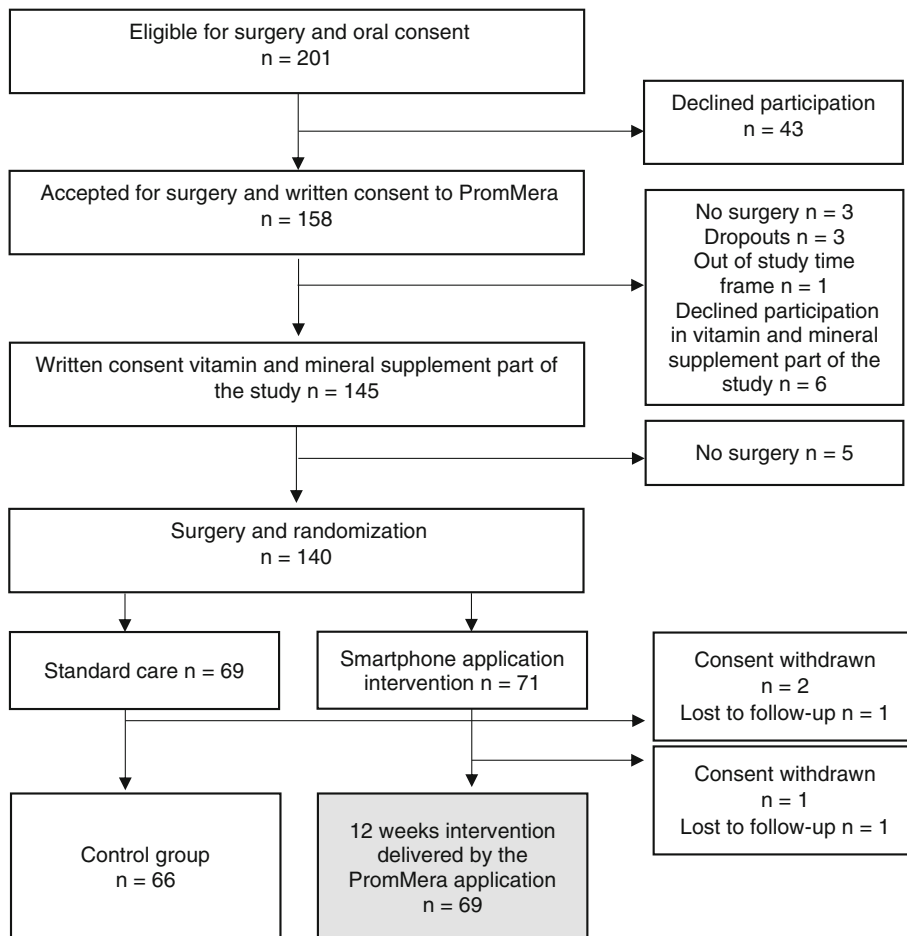 Eligible for surgery and oral consent
n = 201
Declined participation
n = 43
Accepted for surgery and written consent to PromMera
n = 158
No surgery n = 3
Dropouts n = 3
Out of study time
frame n = 1
Declined participation
in vitamin and mineral
supplement part of the
study n = 6
Written consent vitamin and mineral supplement part of
the study n = 145
No surgery n = 5
Surgery and randomization
n = 140
Standard care n = 69
Smartphone application
intervention n = 71
Consent withdrawn
n = 2
Lost to follow-up n = 1
Consent withdrawn
n = 1
Lost to follow-up n = 1
Control group
n = 66
12 weeks intervention
delivered by the
PromMera application
n = 69